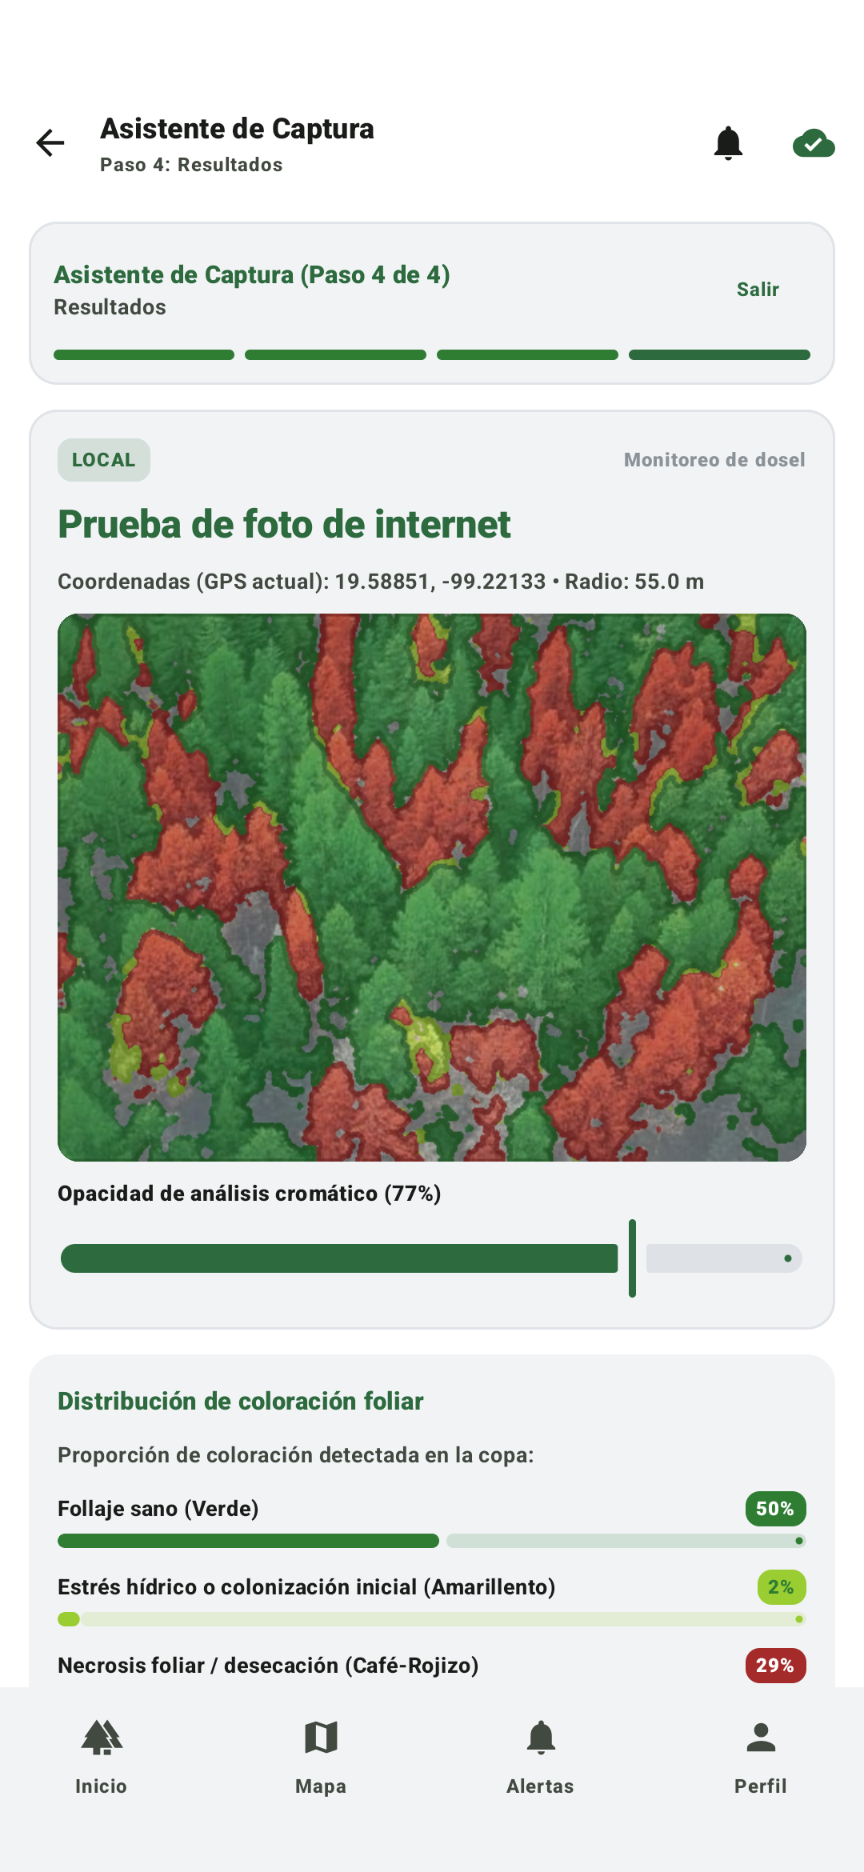 Asistente de Captura
Paso 4: Resultados
Asistente de Captura (Paso 4 de 4)
Resultados
Salir
LOCAL
Monitoreo de dosel
Prueba de foto de internet
Coordenadas (GPS actual): 19.58851, -99.22133 • Radio: 55.0 m
Opacidad de análisis cromático (77%)
Distribución de coloración foliar
Proporción de coloración detectada en la copa:
Follaje sano (Verde)
50%
Estrés hídrico o colonización inicial (Amarillento)
2%
Necrosis foliar / desecación (Café-Rojizo)
29%
Inicio
Mapa
Alertas
Perfil